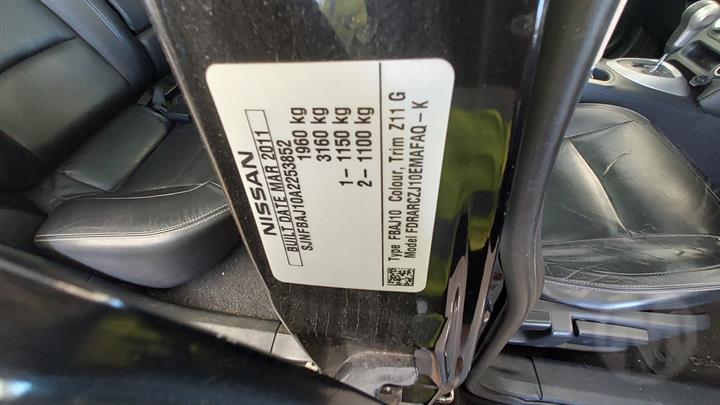 NISSAN
BUILT DATE MAR 2011
SJNFBAJ10A2253852
1960 kg
3160 kg
1- 1150 kg
2- 1100 kg
Type FBAJ10 Colour, Trim Z11 G
Model FDRARCZJ10EMAFAQ-K